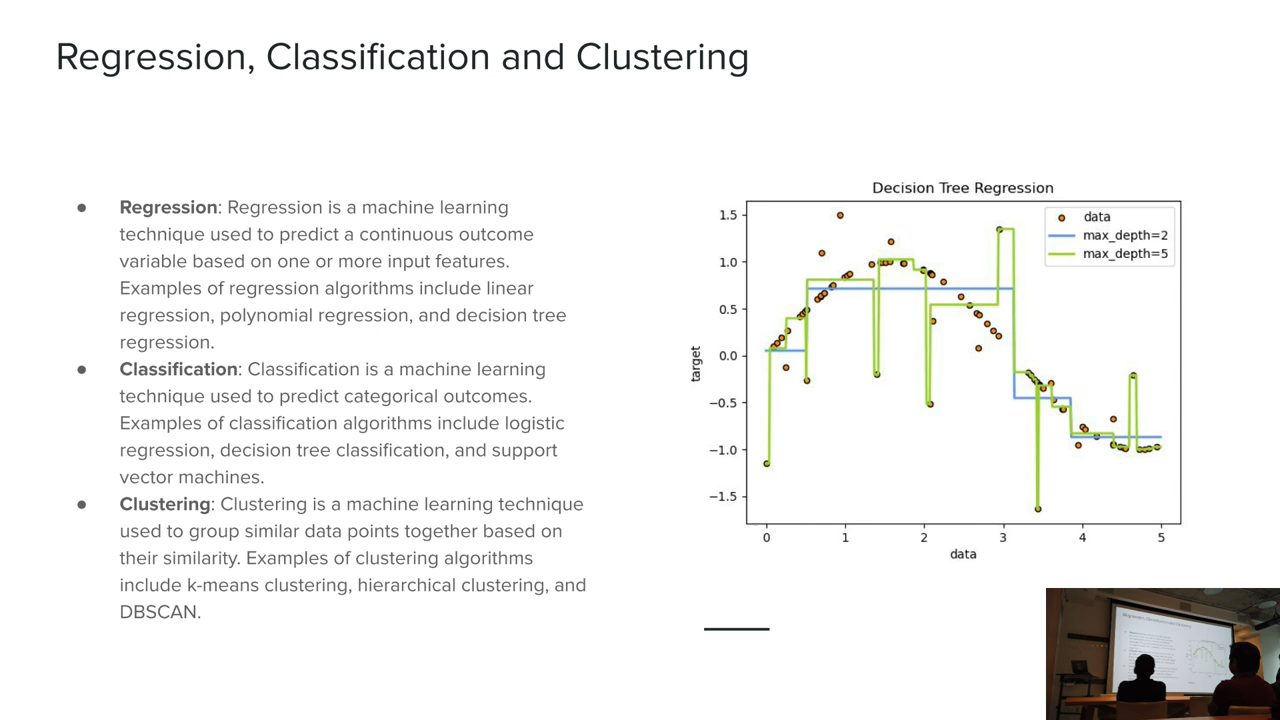 Regression, Classification and Clustering
● Regression: Regression is a machine learning
technique used to predict a continuous outcome
variable based on one or more input features.
Examples of regression algorithms include linear
regression, polynomial regression, and decision tree
regression.
● Classification: Classification is a machine learning
technique used to predict categorical outcomes.
Examples of classification algorithms include logistic
regression, decision tree classification, and support
vector machines.
● Clustering: Clustering is a machine learning technique
used to group similar data points together based on
their similarity. Examples of clustering algorithms
include k-means clustering, hierarchical clustering, and
DBSCAN.
Decision Tree Regression
data
max_depth=2
max_depth=5
1.5
1.0
0.5
0.0
−0.5
−1.0
−1.5
target
0 1 2 3 4 5
data